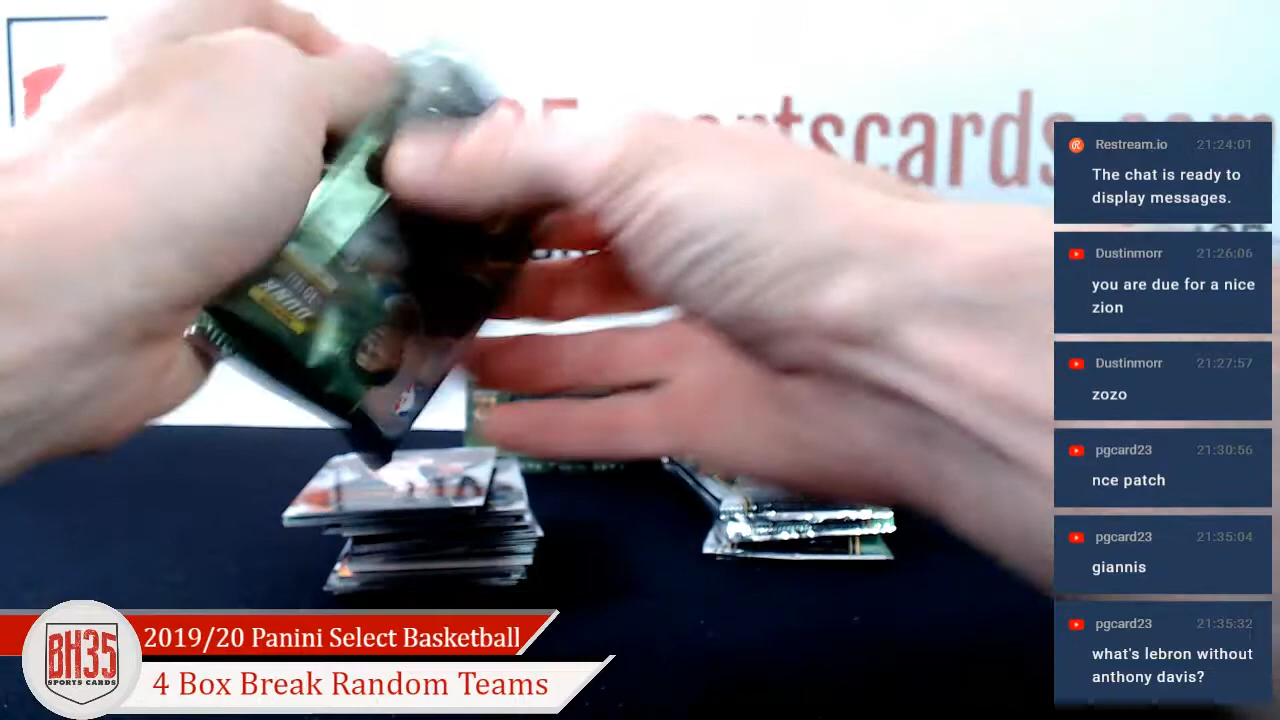 sportscards.com
Restream.io 21:24:01
The chat is ready to
display messages.
Dustinmorr 21:26:06
you are due for a nice
zion
Dustinmorr 21:27:57
zozo
pgcard23 21:30:56
nce patch
pgcard23 21:35:04
giannis
pgcard23 21:35:32
what's lebron without
anthony davis?
BH35
SPORTS CARDS
2019/20 Panini Select Basketball
4 Box Break Random Teams